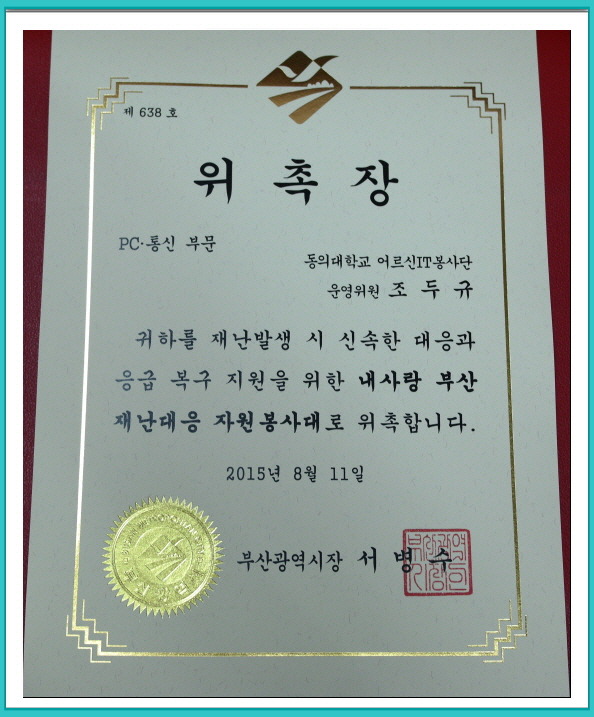 제 638 호
위 촉 장
PC·통신 부문
동의대학교 어르신IT봉사단
운영위원 조 두 규
귀하를 재난발생 시 신속한 대응과
응급 복구 지원을 위한 내사랑 부산
재난대응 자원봉사대로 위촉합니다.
2015년 8월 11일
부산광역시장 서 병 수